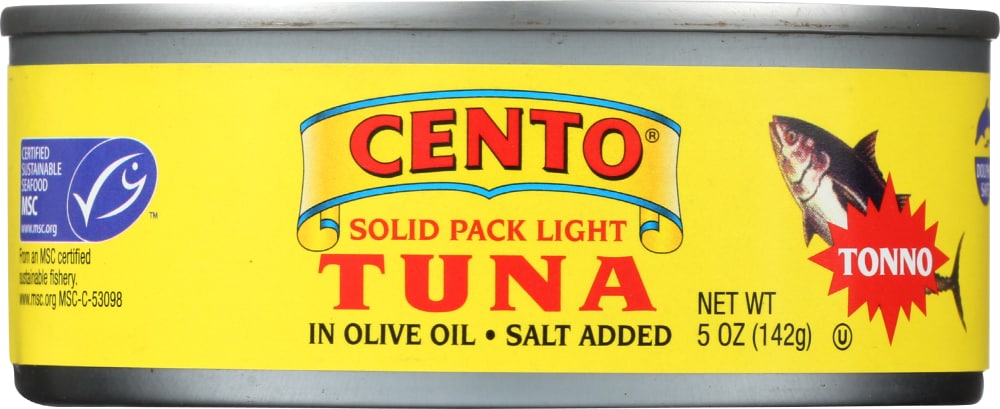 CERTIFIED
SUSTAINABLE
SEAFOOD
MSC
www.msc.org
TM
From an MSC certified
sustainable fishery.
www.msc.org MSC-C-53098
CENTO®
SOLID PACK LIGHT
TUNA
IN OLIVE OIL • SALT ADDED
NET WT
5 OZ (142g)
U
TONNO